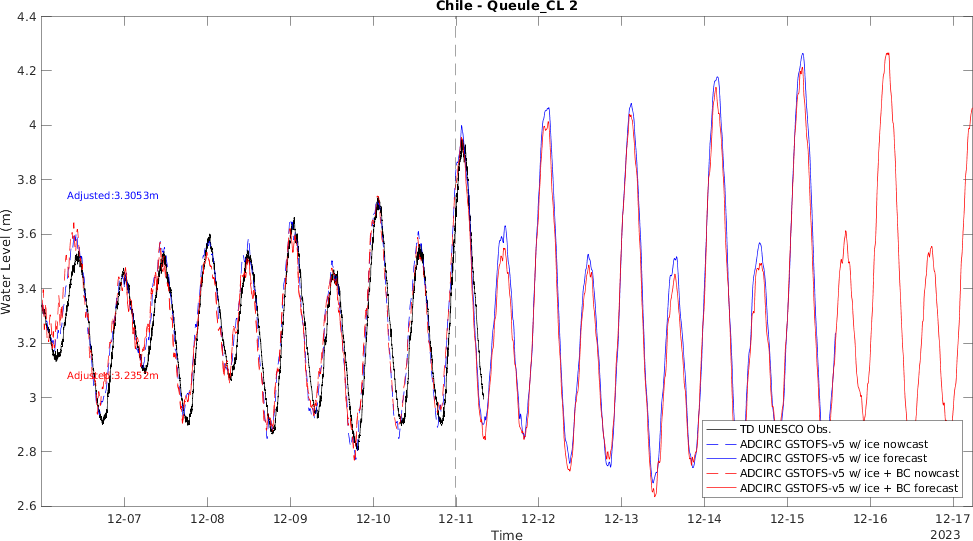 Chile - Queule_CL 2
4.4
4.2
4
3.8
3.6
3.4
3.2
3
2.8
2.6
Water Level (m)
Adjusted:3.3053m
Adjusted:3.2352m
TD UNESCO Obs.
ADCIRC GSTOFS-v5 w/ ice nowcast
ADCIRC GSTOFS-v5 w/ ice forecast
ADCIRC GSTOFS-v5 w/ ice + BC nowcast
ADCIRC GSTOFS-v5 w/ ice + BC forecast
12-07 12-08 12-09 12-10 12-11 12-12 12-13 12-14 12-15 12-16 12-17
Time
2023